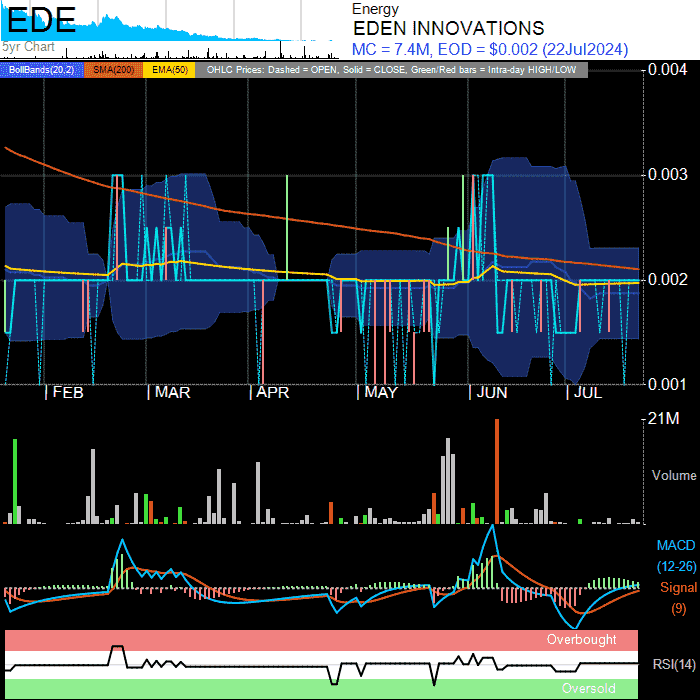 EDE
5yr Chart
Energy
EDEN INNOVATIONS
MC = 7.4M, EOD = $0.002 (22Jul2024)
BollBands(20,2) SMA(200) EMA(50) OHLC Prices: Dashed = OPEN, Solid = CLOSE, Green/Red bars = Intra-day HIGH/LOW
0.004
0.003
0.002
0.001
FEB MAR APR MAY JUN JUL
21M
Volume
MACD
(12-26)
Signal
(9)
Overbought
RSI(14)
Oversold